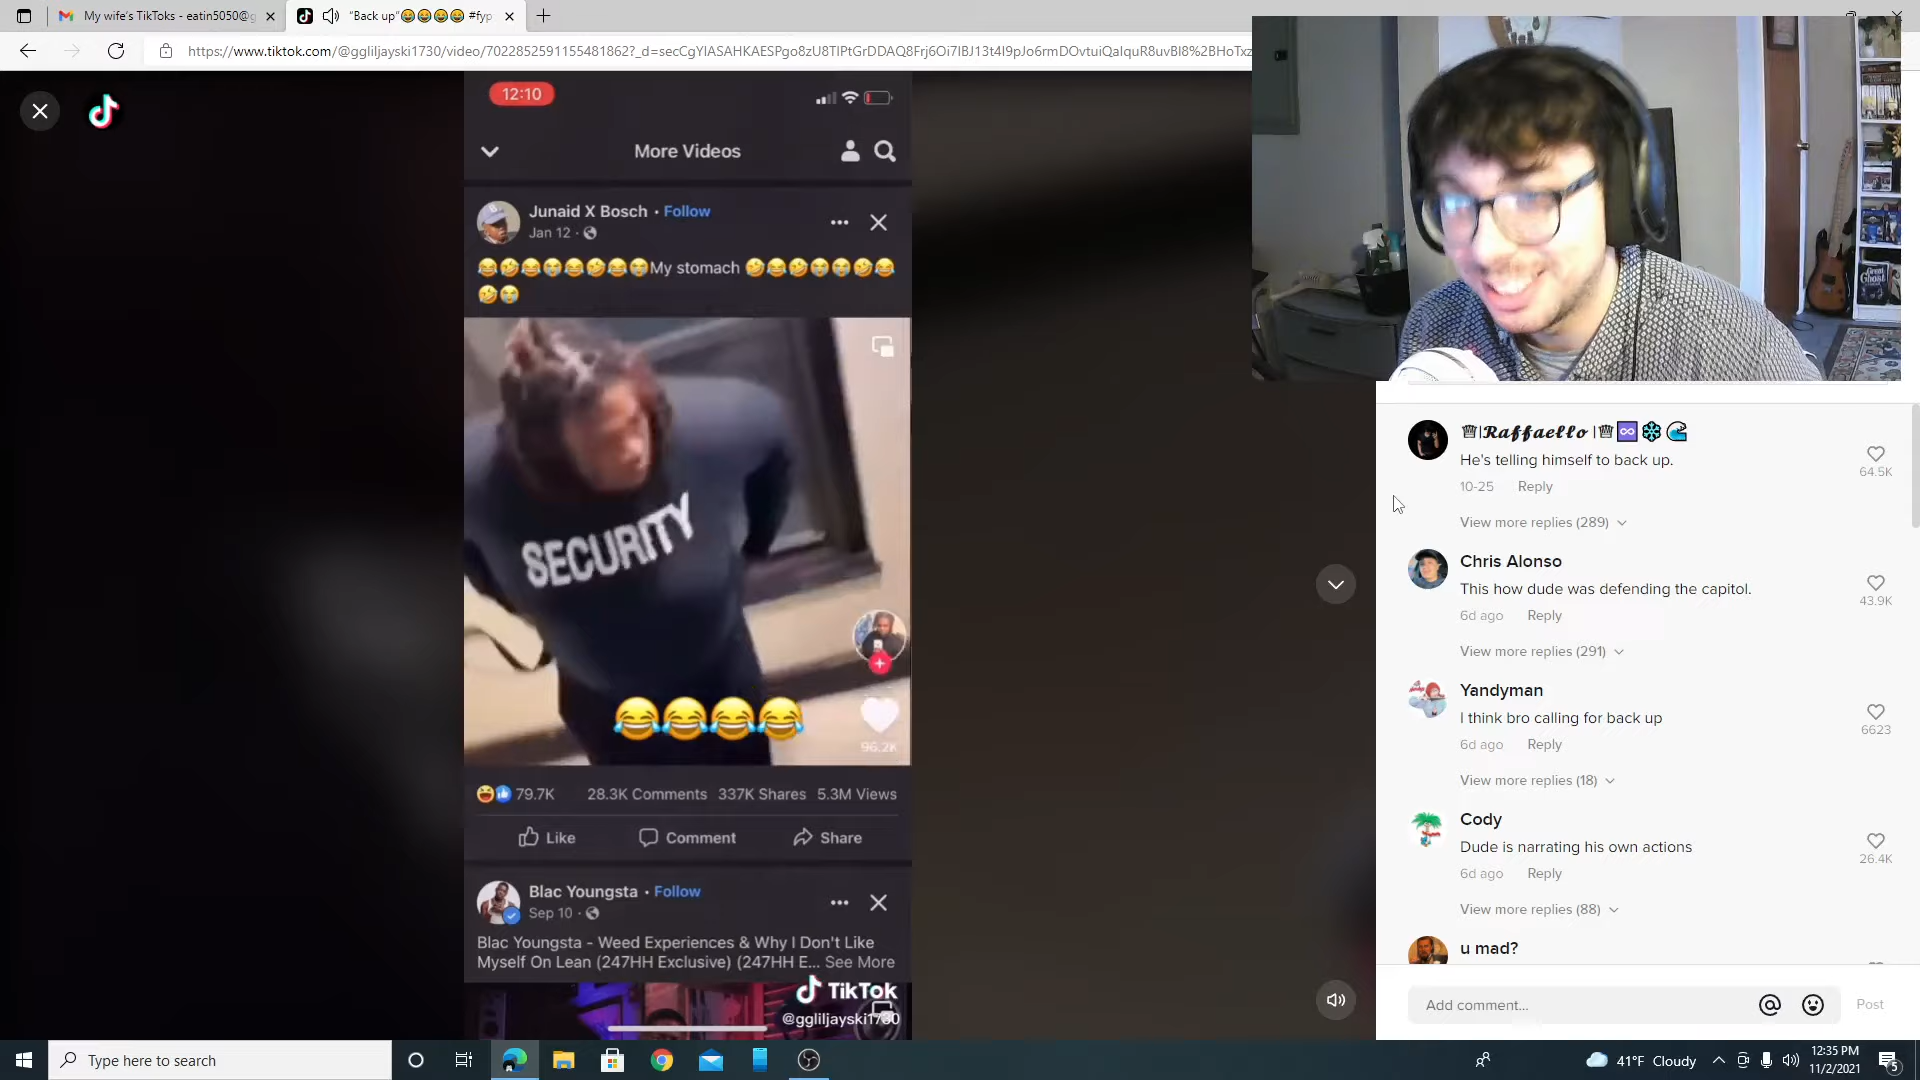 My wife's TikToks - eatin5050@g
"Back up"😂😂😂😂 #fyp
https://www.tiktok.com/@ggliljayski1730/video/7022852591155481862?_d=secCgYIASAHKAESPgo8zU8TlPtGrDDAQ8Frj6Oi7IBJ13t4I9pJo6rmDOvtuiQaIquR8uvBl8%2BHoTxz
12:10
More Videos
Junaid X Bosch · Follow
Jan 12 ·
😂🤣😂😭😂🤣😂😭My stomach 🤣😂🤣😭😭🤣😂
🤣😭
SECURITY
😂😂😂😂
96.2K
79.7K 28.3K Comments 337K Shares 5.3M Views
Like Comment Share
Blac Youngsta · Follow
Sep 10 ·
Blac Youngsta - Weed Experiences & Why I Don't Like
Myself On Lean (247HH Exclusive) (247HH E... See More
TikTok
@ggliljayski1730
♕|𝓡𝓪𝓯𝓯𝓪𝓮𝓵𝓵𝓸 |♕♾️❄️🌊
He's telling himself to back up.
64.5K
10-25 Reply
View more replies (289)
Chris Alonso
This how dude was defending the capitol.
43.9K
6d ago Reply
View more replies (291)
Yandyman
I think bro calling for back up
6623
6d ago Reply
View more replies (18)
Cody
Dude is narrating his own actions
26.4K
6d ago Reply
View more replies (88)
u mad?
Add comment...
Post
Type here to search
41°F Cloudy
12:35 PM
11/2/2021
5